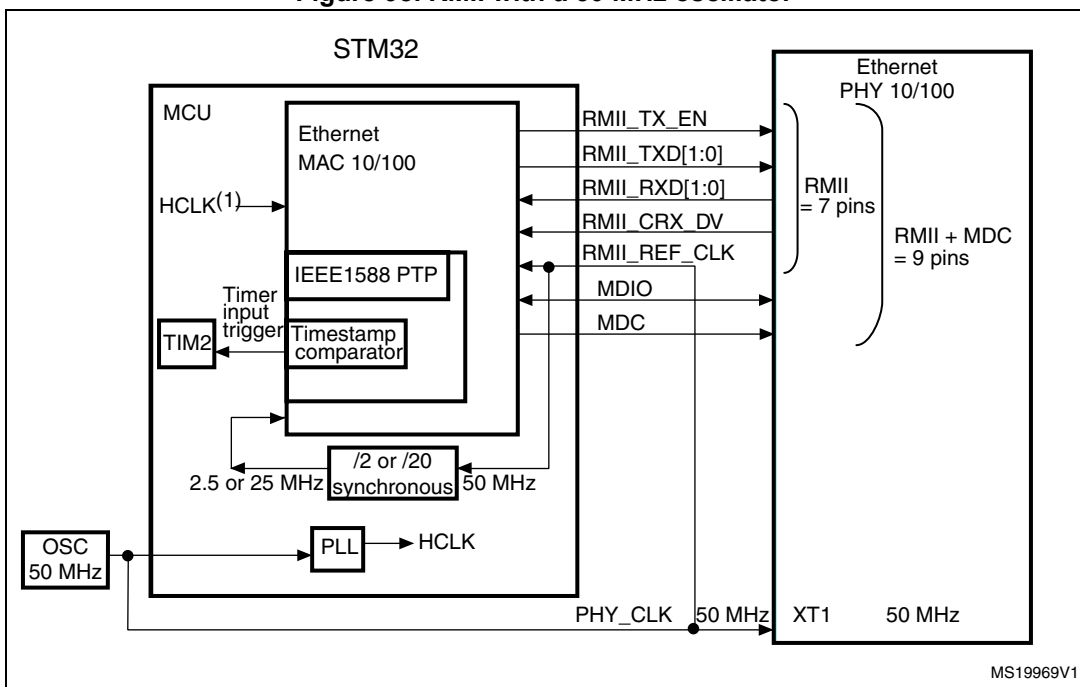 STM32
MCU
Ethernet
MAC 10/100
HCLK(1)
IEEE1588 PTP
Timer
input
trigger
TIM2
Timestamp
comparator
/2 or /20
synchronous
2.5 or 25 MHz
50 MHz
OSC
50 MHz
PLL
HCLK
RMII_TX_EN
RMII_TXD[1:0]
RMII_RXD[1:0]
RMII_CRX_DV
RMII_REF_CLK
MDIO
MDC
PHY_CLK
50 MHz
Ethernet
PHY 10/100
RMII
= 7 pins
RMII + MDC
= 9 pins
XT1
50 MHz
MS19969V1